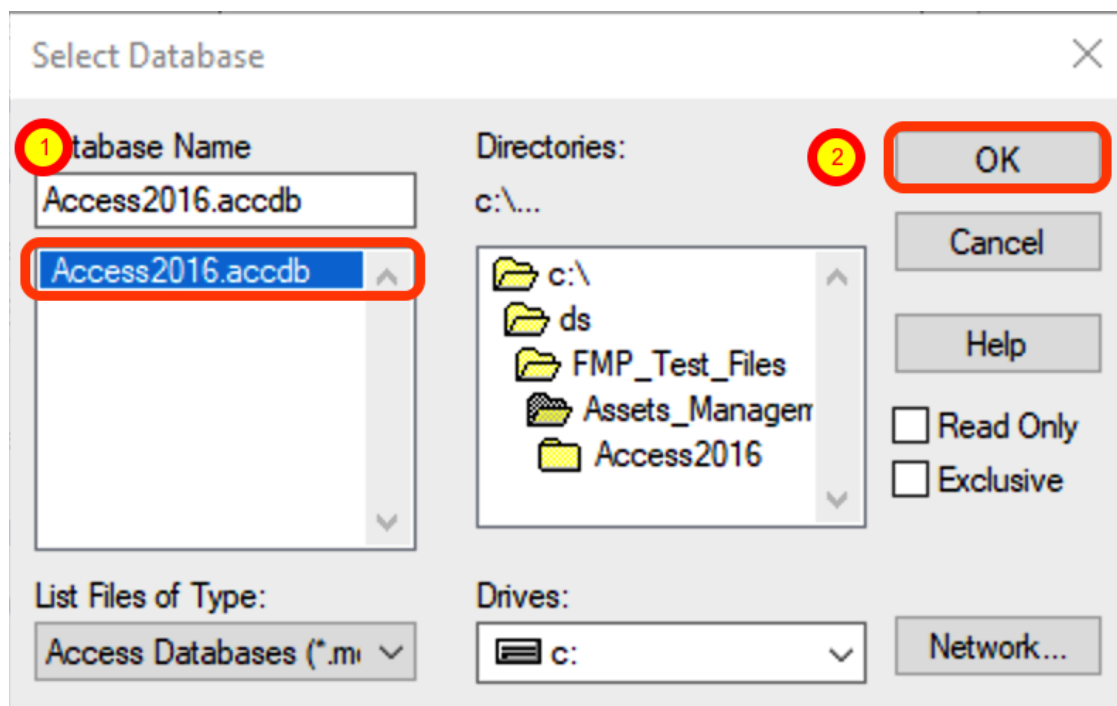 Select Database
1
tabase Name
Access2016.accdb
Access2016.accdb
List Files of Type:
Access Databases (*.m
Directories:
c:\...
c:\
ds
FMP_Test_Files
Assets_Managem
Access2016
Drives:
c:
2
OK
Cancel
Help
Read Only
Exclusive
Network...